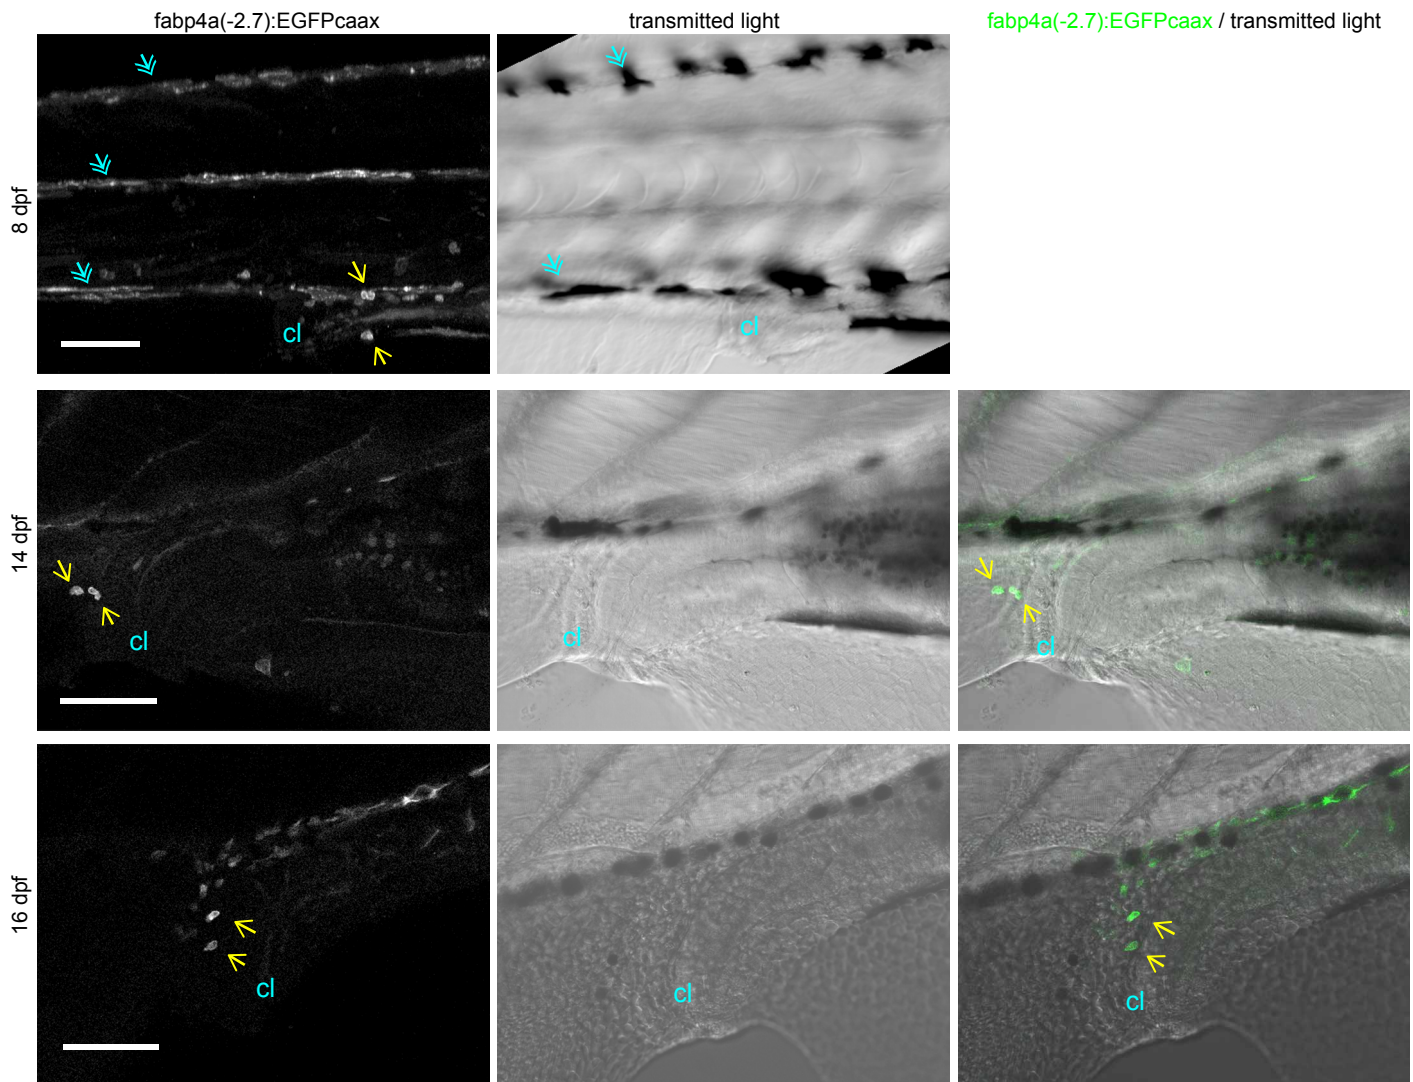 fabp4a(-2.7):EGFPcaax
transmitted light
fabp4a(-2.7):EGFPcaax / transmitted light
8 dpf
cl
cl
14 dpf
cl
cl
cl
16 dpf
cl
cl
cl